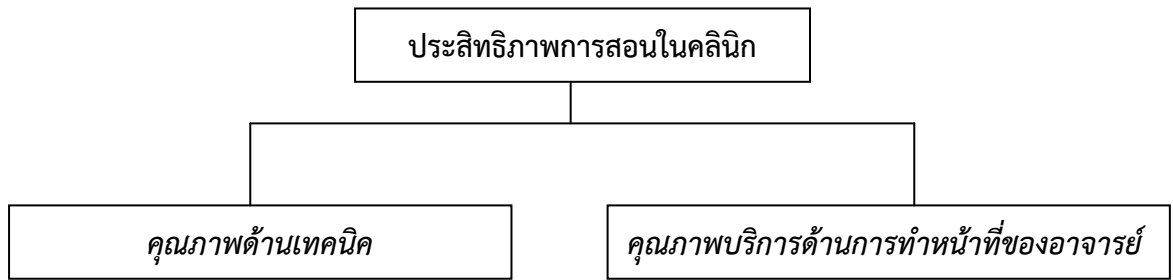 ประสิทธิภาพการสอนในคลินิก
คุณภาพด้านเทคนิค
คุณภาพบริการด้านการทำหน้าที่ของอาจารย์